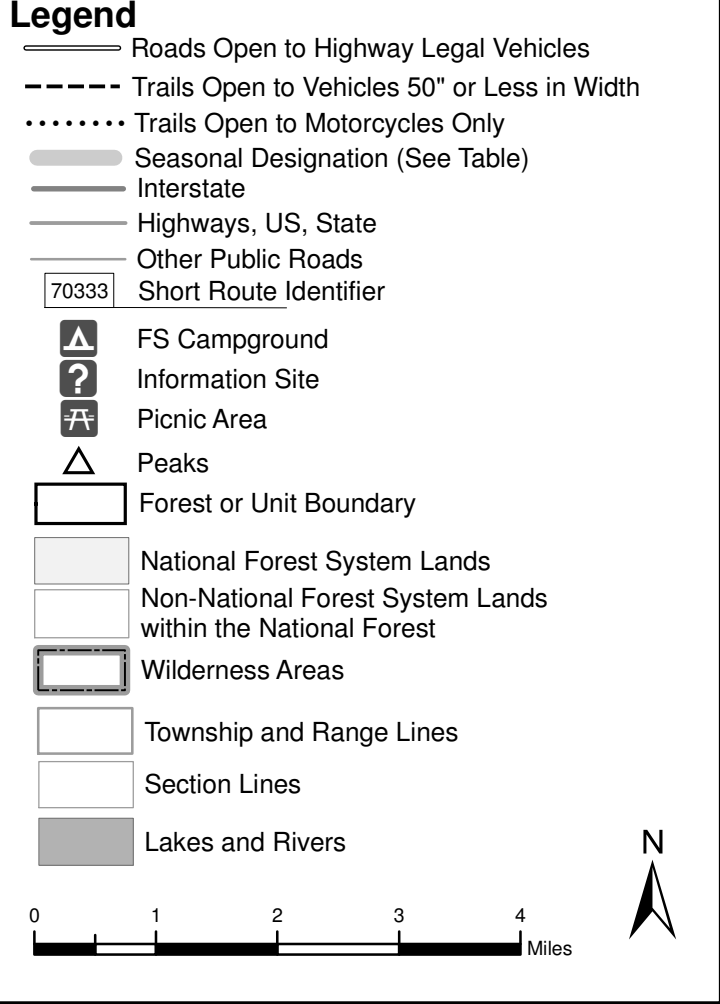 Legend
Roads Open to Highway Legal Vehicles
Trails Open to Vehicles 50" or Less in Width
Trails Open to Motorcycles Only
Seasonal Designation (See Table)
Interstate
Highways, US, State
Other Public Roads
70333 Short Route Identifier
FS Campground
? Information Site
Picnic Area
Peaks
Forest or Unit Boundary
National Forest System Lands
Non-National Forest System Lands
within the National Forest
Wilderness Areas
Township and Range Lines
Section Lines
Lakes and Rivers
N
0 1 2 3 4
Miles